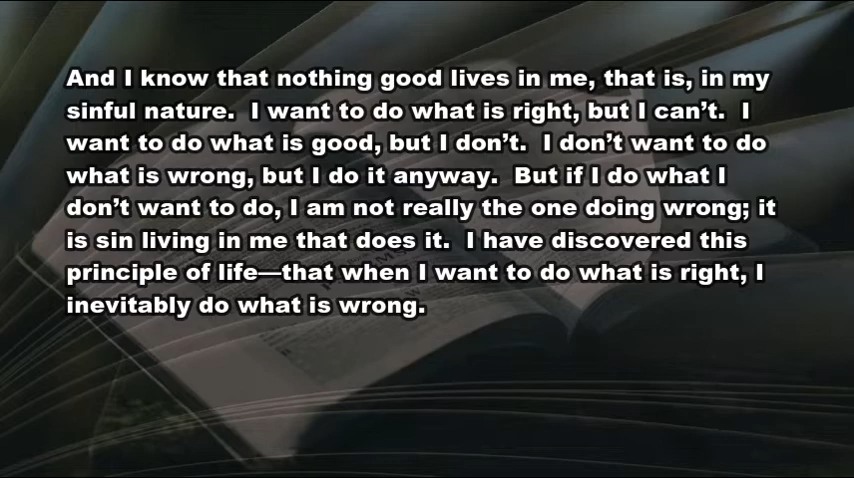 And I know that nothing good lives in me, that is, in my
sinful nature.  I want to do what is right, but I can’t.  I
want to do what is good, but I don’t.  I don’t want to do
what is wrong, but I do it anyway.  But if I do what I
don’t want to do, I am not really the one doing wrong; it
is sin living in me that does it.  I have discovered this
principle of life—that when I want to do what is right, I
inevitably do what is wrong.